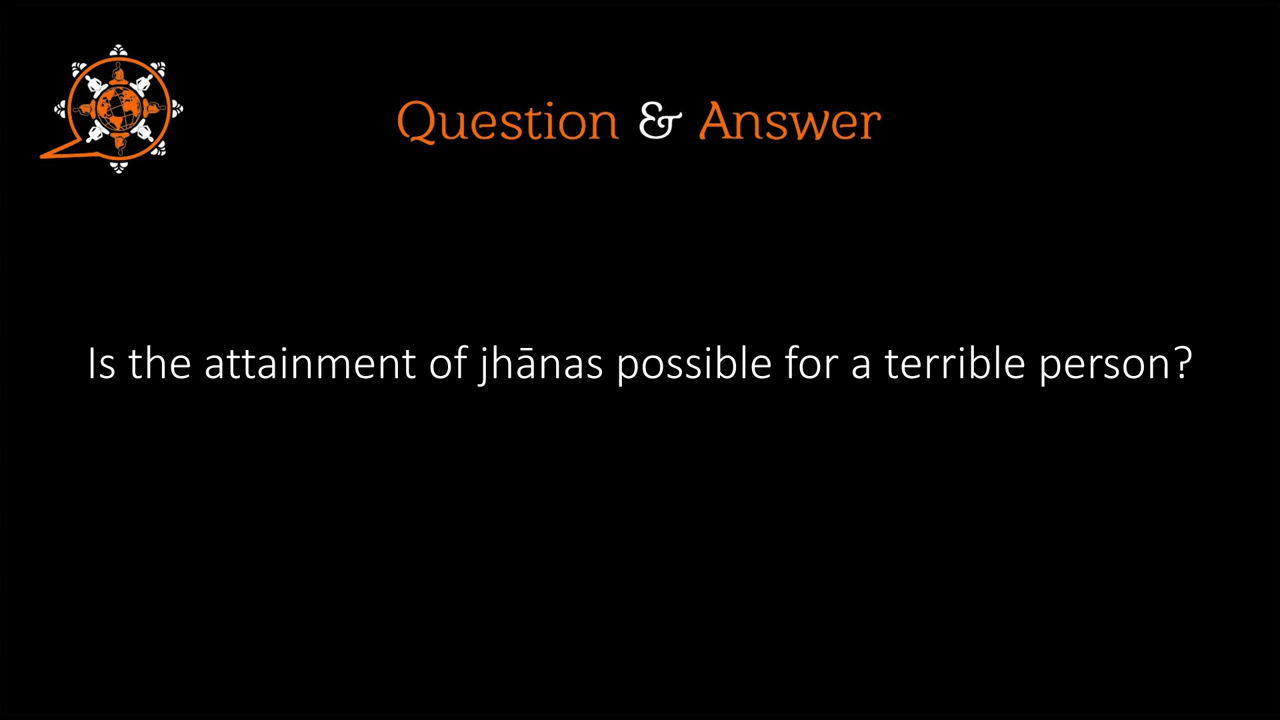 Question & Answer
Is the attainment of jhānas possible for a terrible person?